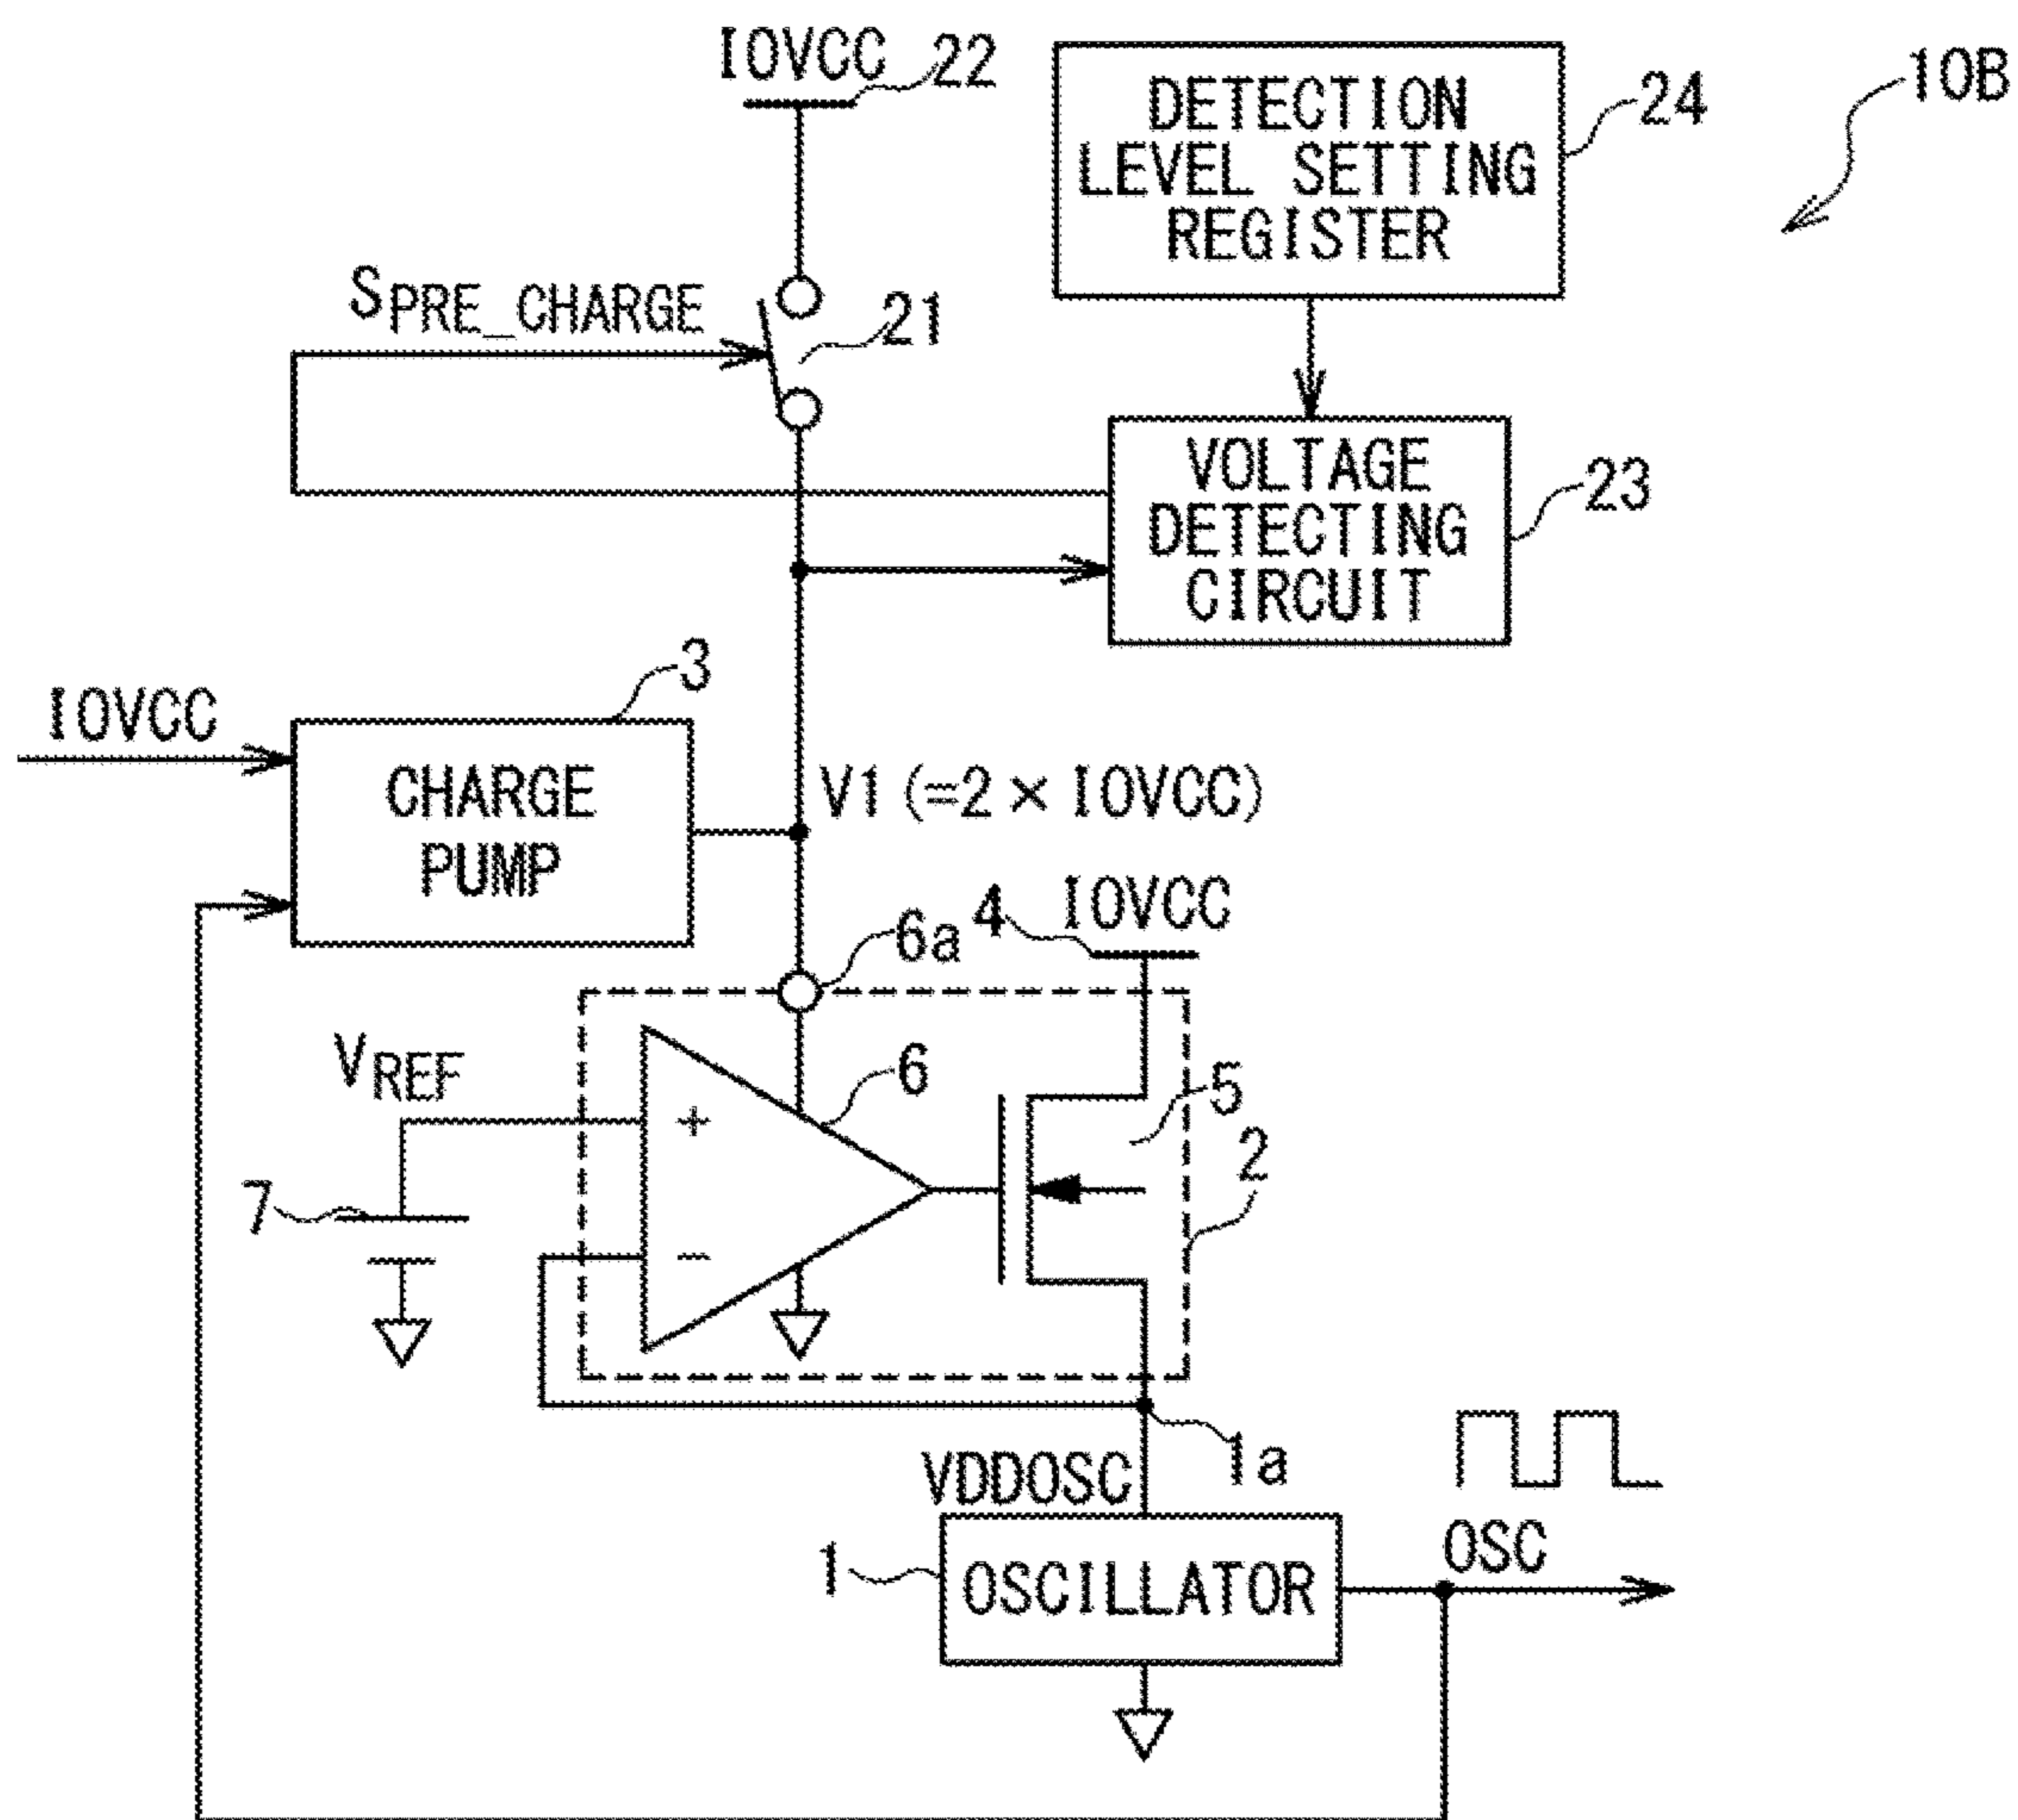 IOVCC
22
DETECTION
LEVEL SETTING
REGISTER
24
10B
SPRE_CHARGE
21
VOLTAGE
DETECTING
CIRCUIT
23
3
IOVCC
CHARGE
PUMP
V1 (=2 × IOVCC)
4
IOVCC
6a
VREF
+
6
5
2
7
−
1a
VDDOSC
OSC
1
OSCILLATOR